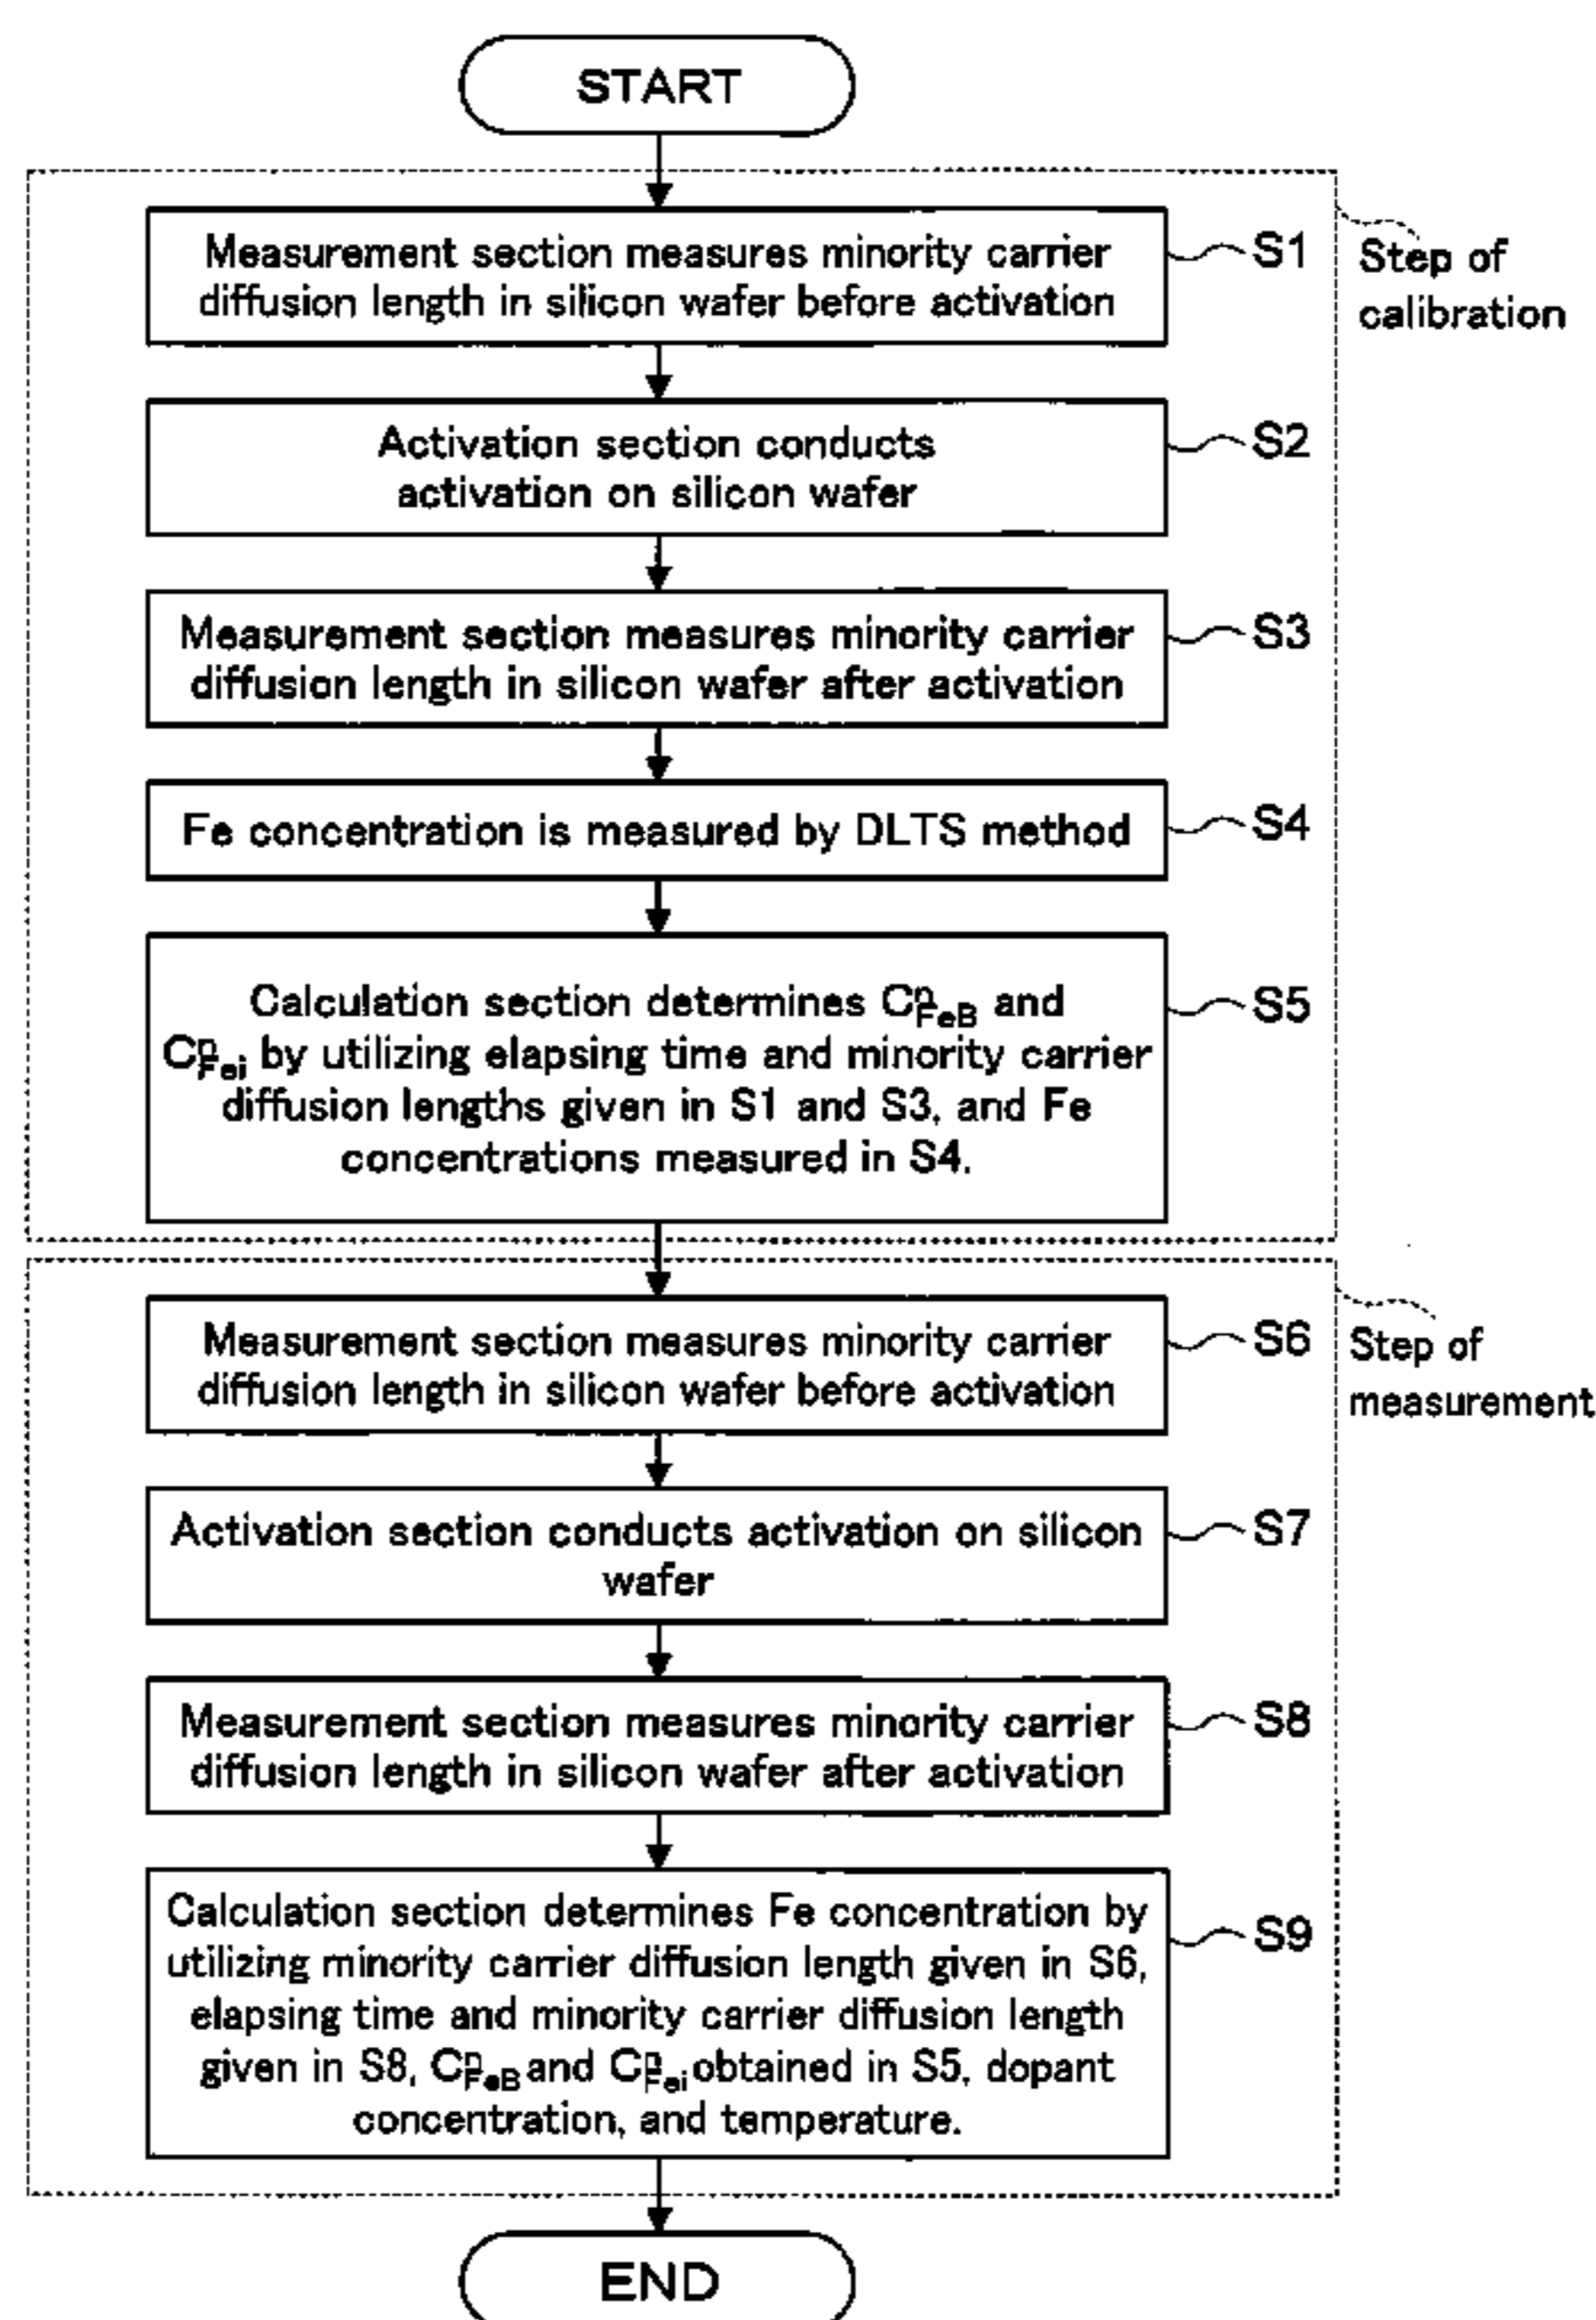 START
Measurement section measures minority carrier
diffusion length in silicon wafer before activation
S1
Step of
calibration
Activation section conducts
activation on silicon wafer
S2
Measurement section measures minority carrier
diffusion length in silicon wafer after activation
S3
Fe concentration is measured by DLTS method
S4
Calculation section determines C^n_FeB and
C^n_Fei by utilizing elapsing time and minority carrier
diffusion lengths given in S1 and S3, and Fe
concentrations measured in S4.
S5
Measurement section measures minority carrier
diffusion length in silicon wafer before activation
S6
Step of
measurement
Activation section conducts activation on silicon
wafer
S7
Measurement section measures minority carrier
diffusion length in silicon wafer after activation
S8
Calculation section determines Fe concentration by
utilizing minority carrier diffusion length given in S6,
elapsing time and minority carrier diffusion length
given in S8, C^n_FeB and C^n_Fei obtained in S5, dopant
concentration, and temperature.
S9
END